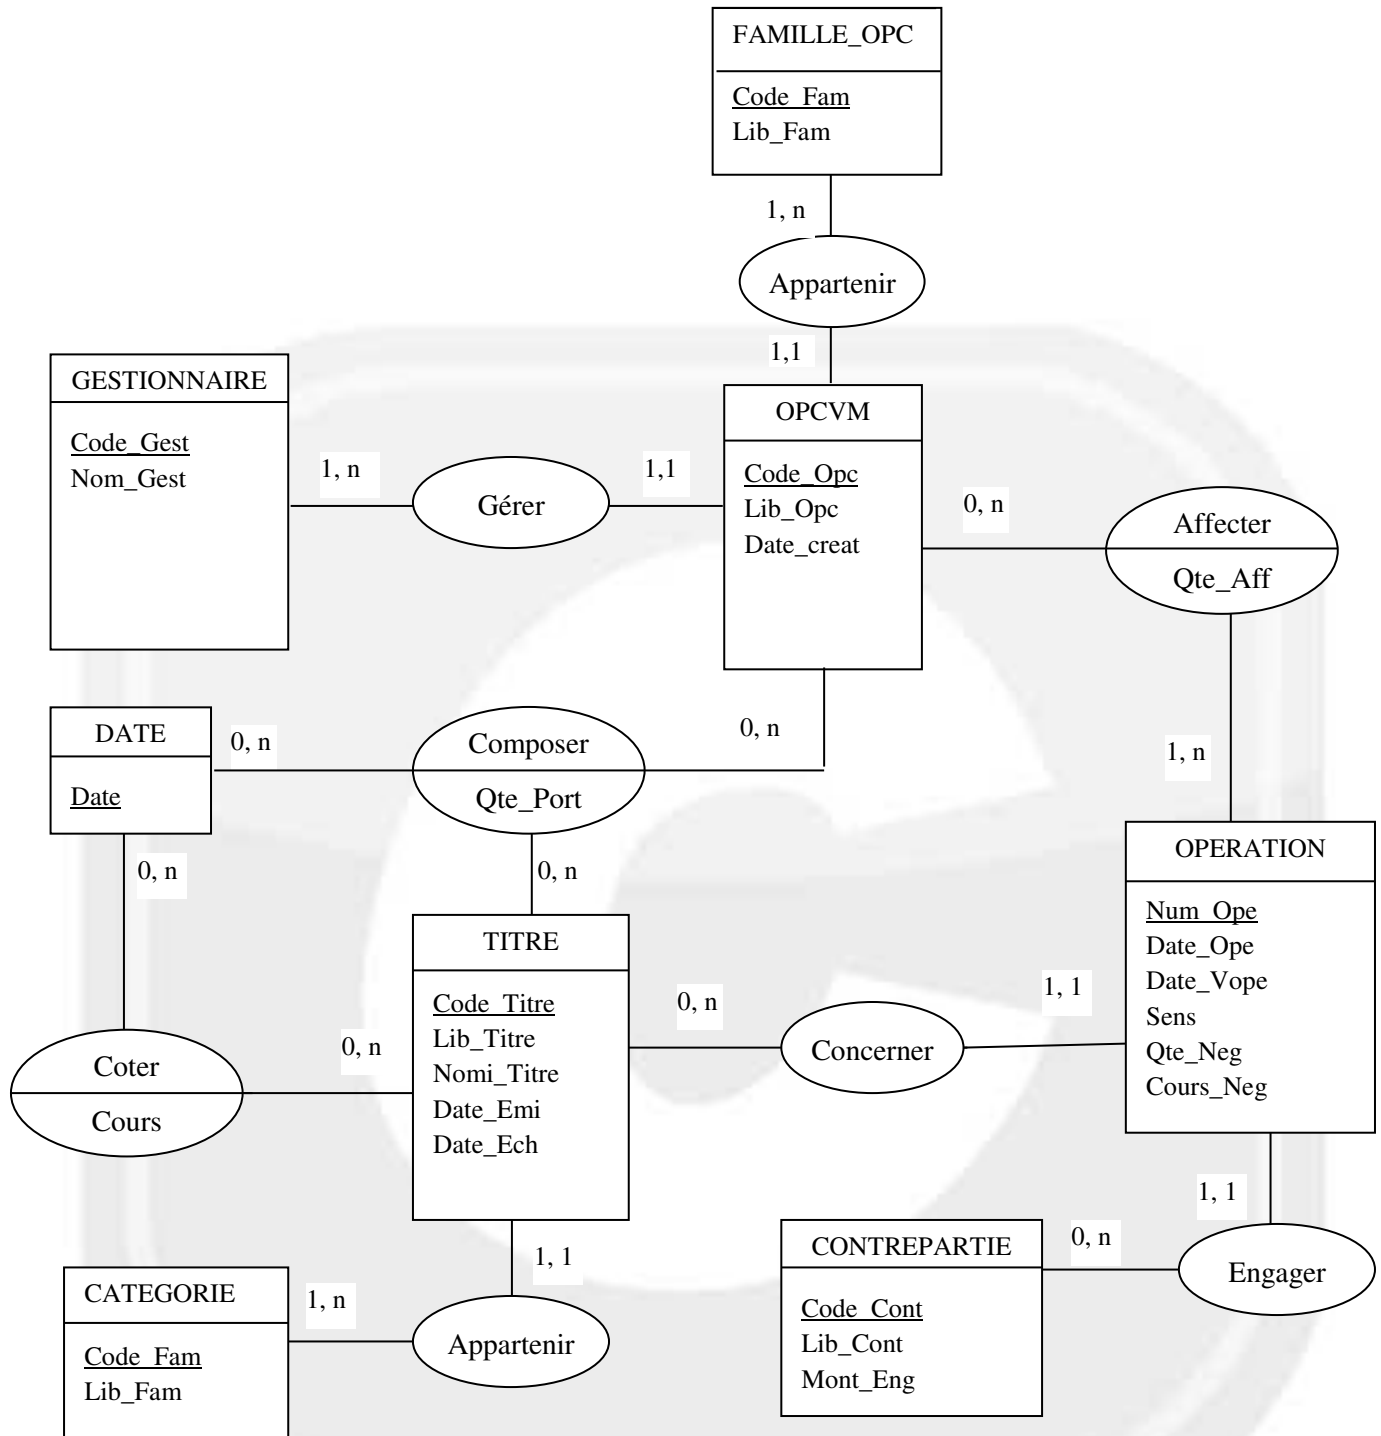 FAMILLE_OPC
Code_Fam
Lib_Fam
1, n
Appartenir
1,1
GESTIONNAIRE
Code_Gest
Nom_Gest
1, n
Gérer
1,1
OPCVM
Code_Opc
Lib_Opc
Date_creat
0, n
Affecter
Qte_Aff
1, n
DATE
Date
0, n
Composer
Qte_Port
0, n
0, n
0, n
OPERATION
Num_Ope
Date_Ope
Date_Vope
Sens
Qte_Neg
Cours_Neg
TITRE
Code_Titre
Lib_Titre
Nomi_Titre
Date_Emi
Date_Ech
0, n
Concerner
1, 1
Coter
Cours
0, n
1, 1
CATEGORIE
Code_Fam
Lib_Fam
1, n
Appartenir
CONTREPARTIE
Code_Cont
Lib_Cont
Mont_Eng
0, n
Engager
1, 1